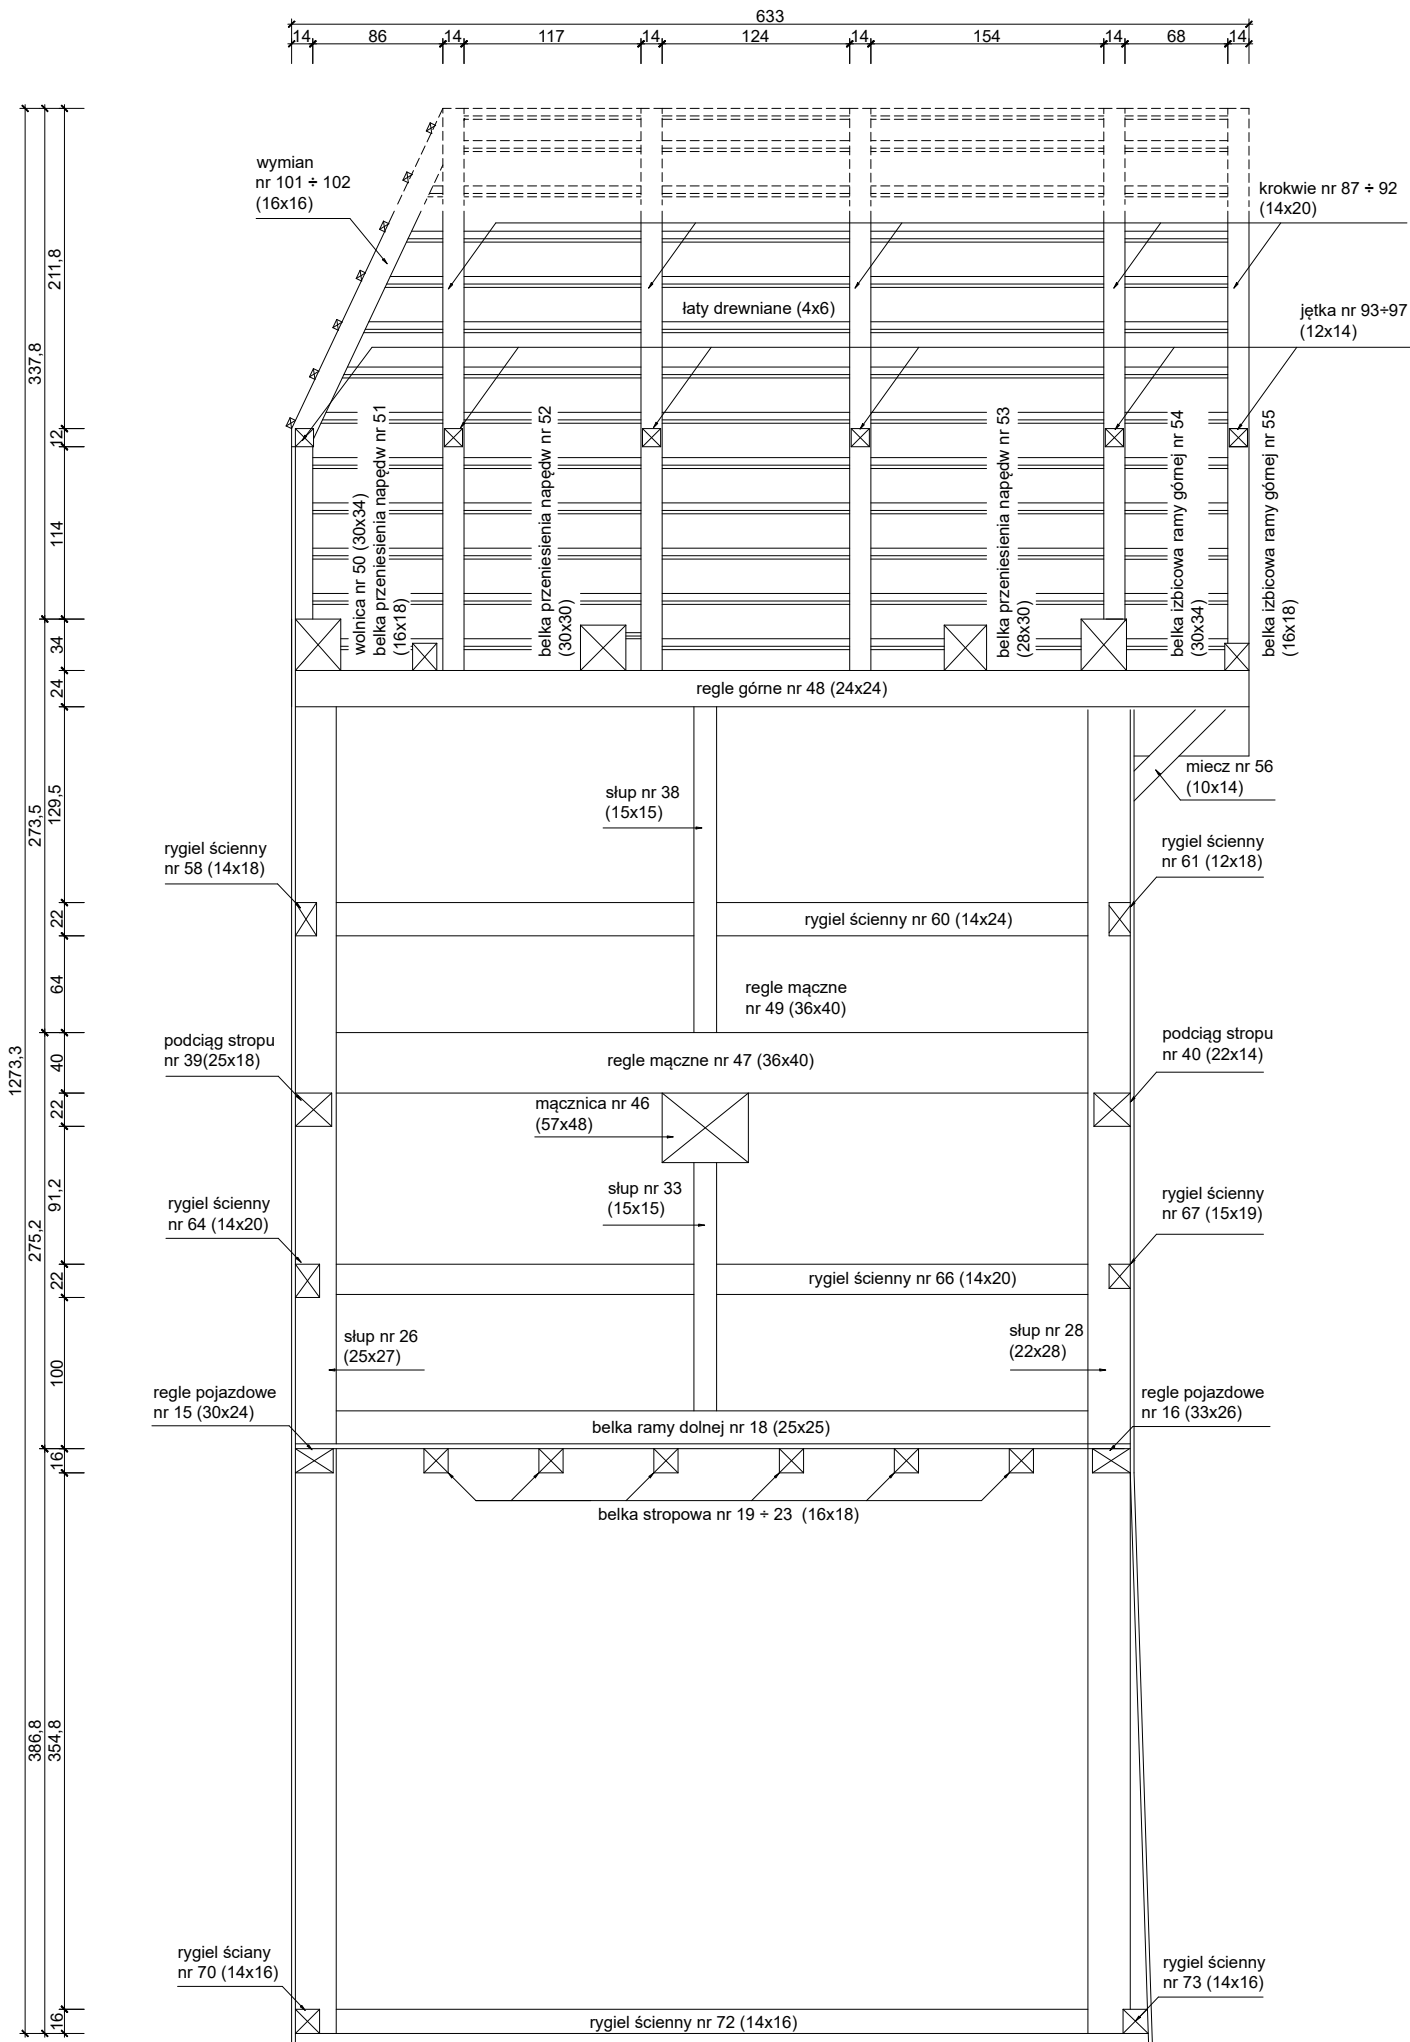 633
14
86
14
117
14
124
14
154
14
68
14
wymian
nr 101 ÷ 102
(16x16)
krokwie nr 87 ÷ 92
(14x20)
łaty drewniane (4x6)
jętka nr 93÷97
(12x14)
wolnica nr 50 (30x34)
belka przeniesienia napędw nr 51
(16x18)
belka przeniesienia napędw nr 52
(30x30)
belka przeniesienia napędw nr 53
(28x30)
belka izbicowa ramy górnej nr 54
(30x34)
belka izbicowa ramy górnej nr 55
(16x18)
regle górne nr 48 (24x24)
miecz nr 56
(10x14)
słup nr 38
(15x15)
rygiel ścienny
nr 58 (14x18)
rygiel ścienny
nr 61 (12x18)
rygiel ścienny nr 60 (14x24)
regle mączne
nr 49 (36x40)
podciąg stropu
nr 39(25x18)
podciąg stropu
nr 40 (22x14)
regle mączne nr 47 (36x40)
mącznica nr 46
(57x48)
słup nr 33
(15x15)
rygiel ścienny
nr 64 (14x20)
rygiel ścienny
nr 67 (15x19)
rygiel ścienny nr 66 (14x20)
słup nr 26
(25x27)
słup nr 28
(22x28)
regle pojazdowe
nr 15 (30x24)
regle pojazdowe
nr 16 (33x26)
belka ramy dolnej nr 18 (25x25)
belka stropowa nr 19 ÷ 23 (16x18)
rygiel ściany
nr 70 (14x16)
rygiel ścienny
nr 73 (14x16)
rygiel ścienny nr 72 (14x16)
1273,3
337,8
273,5
275,2
386,8
211,8
12
114
34
24
129,5
22
64
40
22
91,2
22
100
16
354,8
16